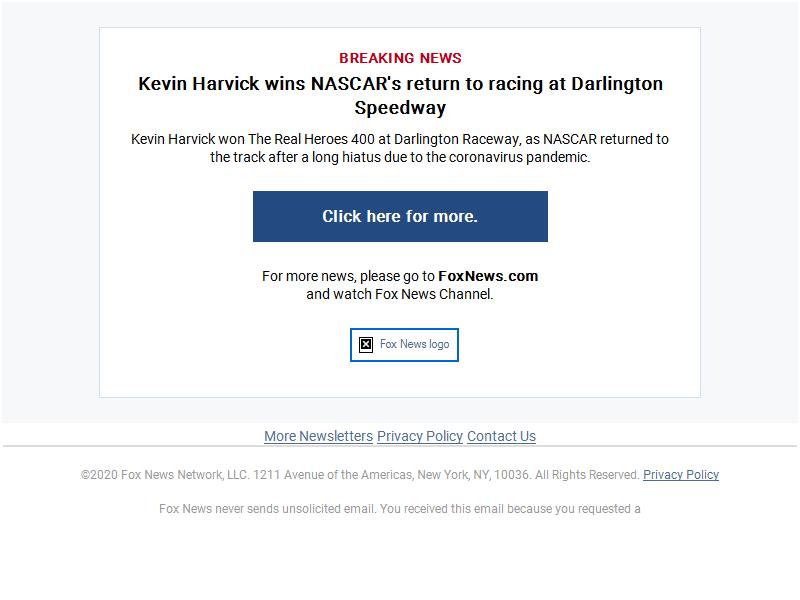 BREAKING NEWS
Kevin Harvick wins NASCAR's return to racing at Darlington
Speedway
Kevin Harvick won The Real Heroes 400 at Darlington Raceway, as NASCAR returned to
the track after a long hiatus due to the coronavirus pandemic.
Click here for more.
For more news, please go to FoxNews.com
and watch Fox News Channel.
Fox News logo
More Newsletters Privacy Policy Contact Us
©2020 Fox News Network, LLC. 1211 Avenue of the Americas, New York, NY, 10036. All Rights Reserved. Privacy Policy
Fox News never sends unsolicited email. You received this email because you requested a